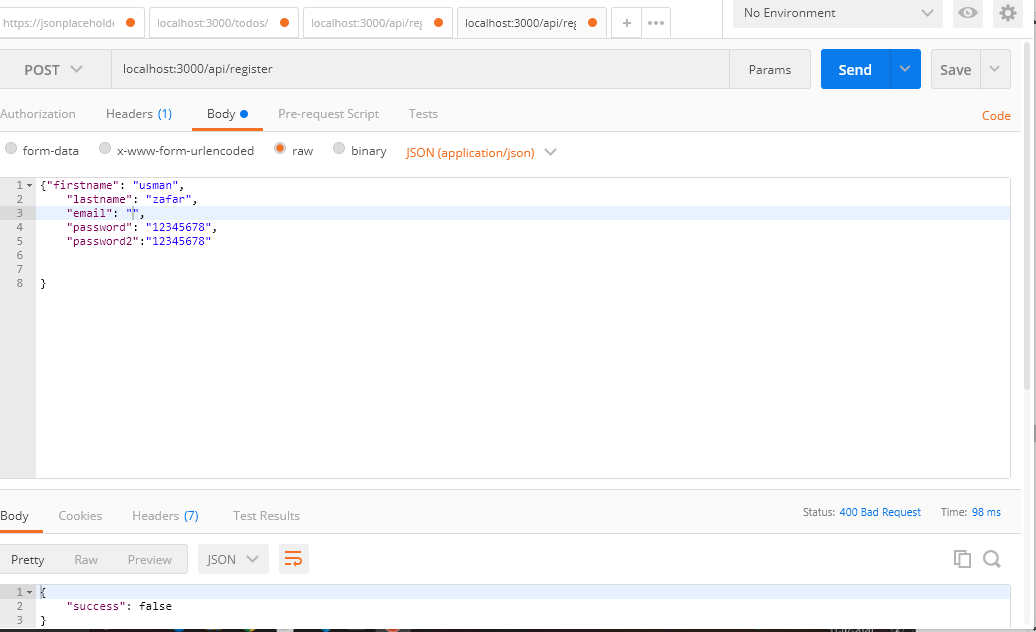 https://jsonplaceholde localhost:3000/todos/ localhost:3000/api/reg localhost:3000/api/reg + ••• No Environment
POST localhost:3000/api/register Params Send Save
Authorization Headers (1) Body Pre-request Script Tests Code
form-data x-www-form-urlencoded raw binary JSON (application/json)
1 {"firstname": "usman",
2 "lastname": "zafar",
3 "email": "",
4 "password": "12345678",
5 "password2":"12345678"
6
7
8 }
Body Cookies Headers (7) Test Results Status: 400 Bad Request Time: 98 ms
Pretty Raw Preview JSON
1 {
2 "success": false
3 }